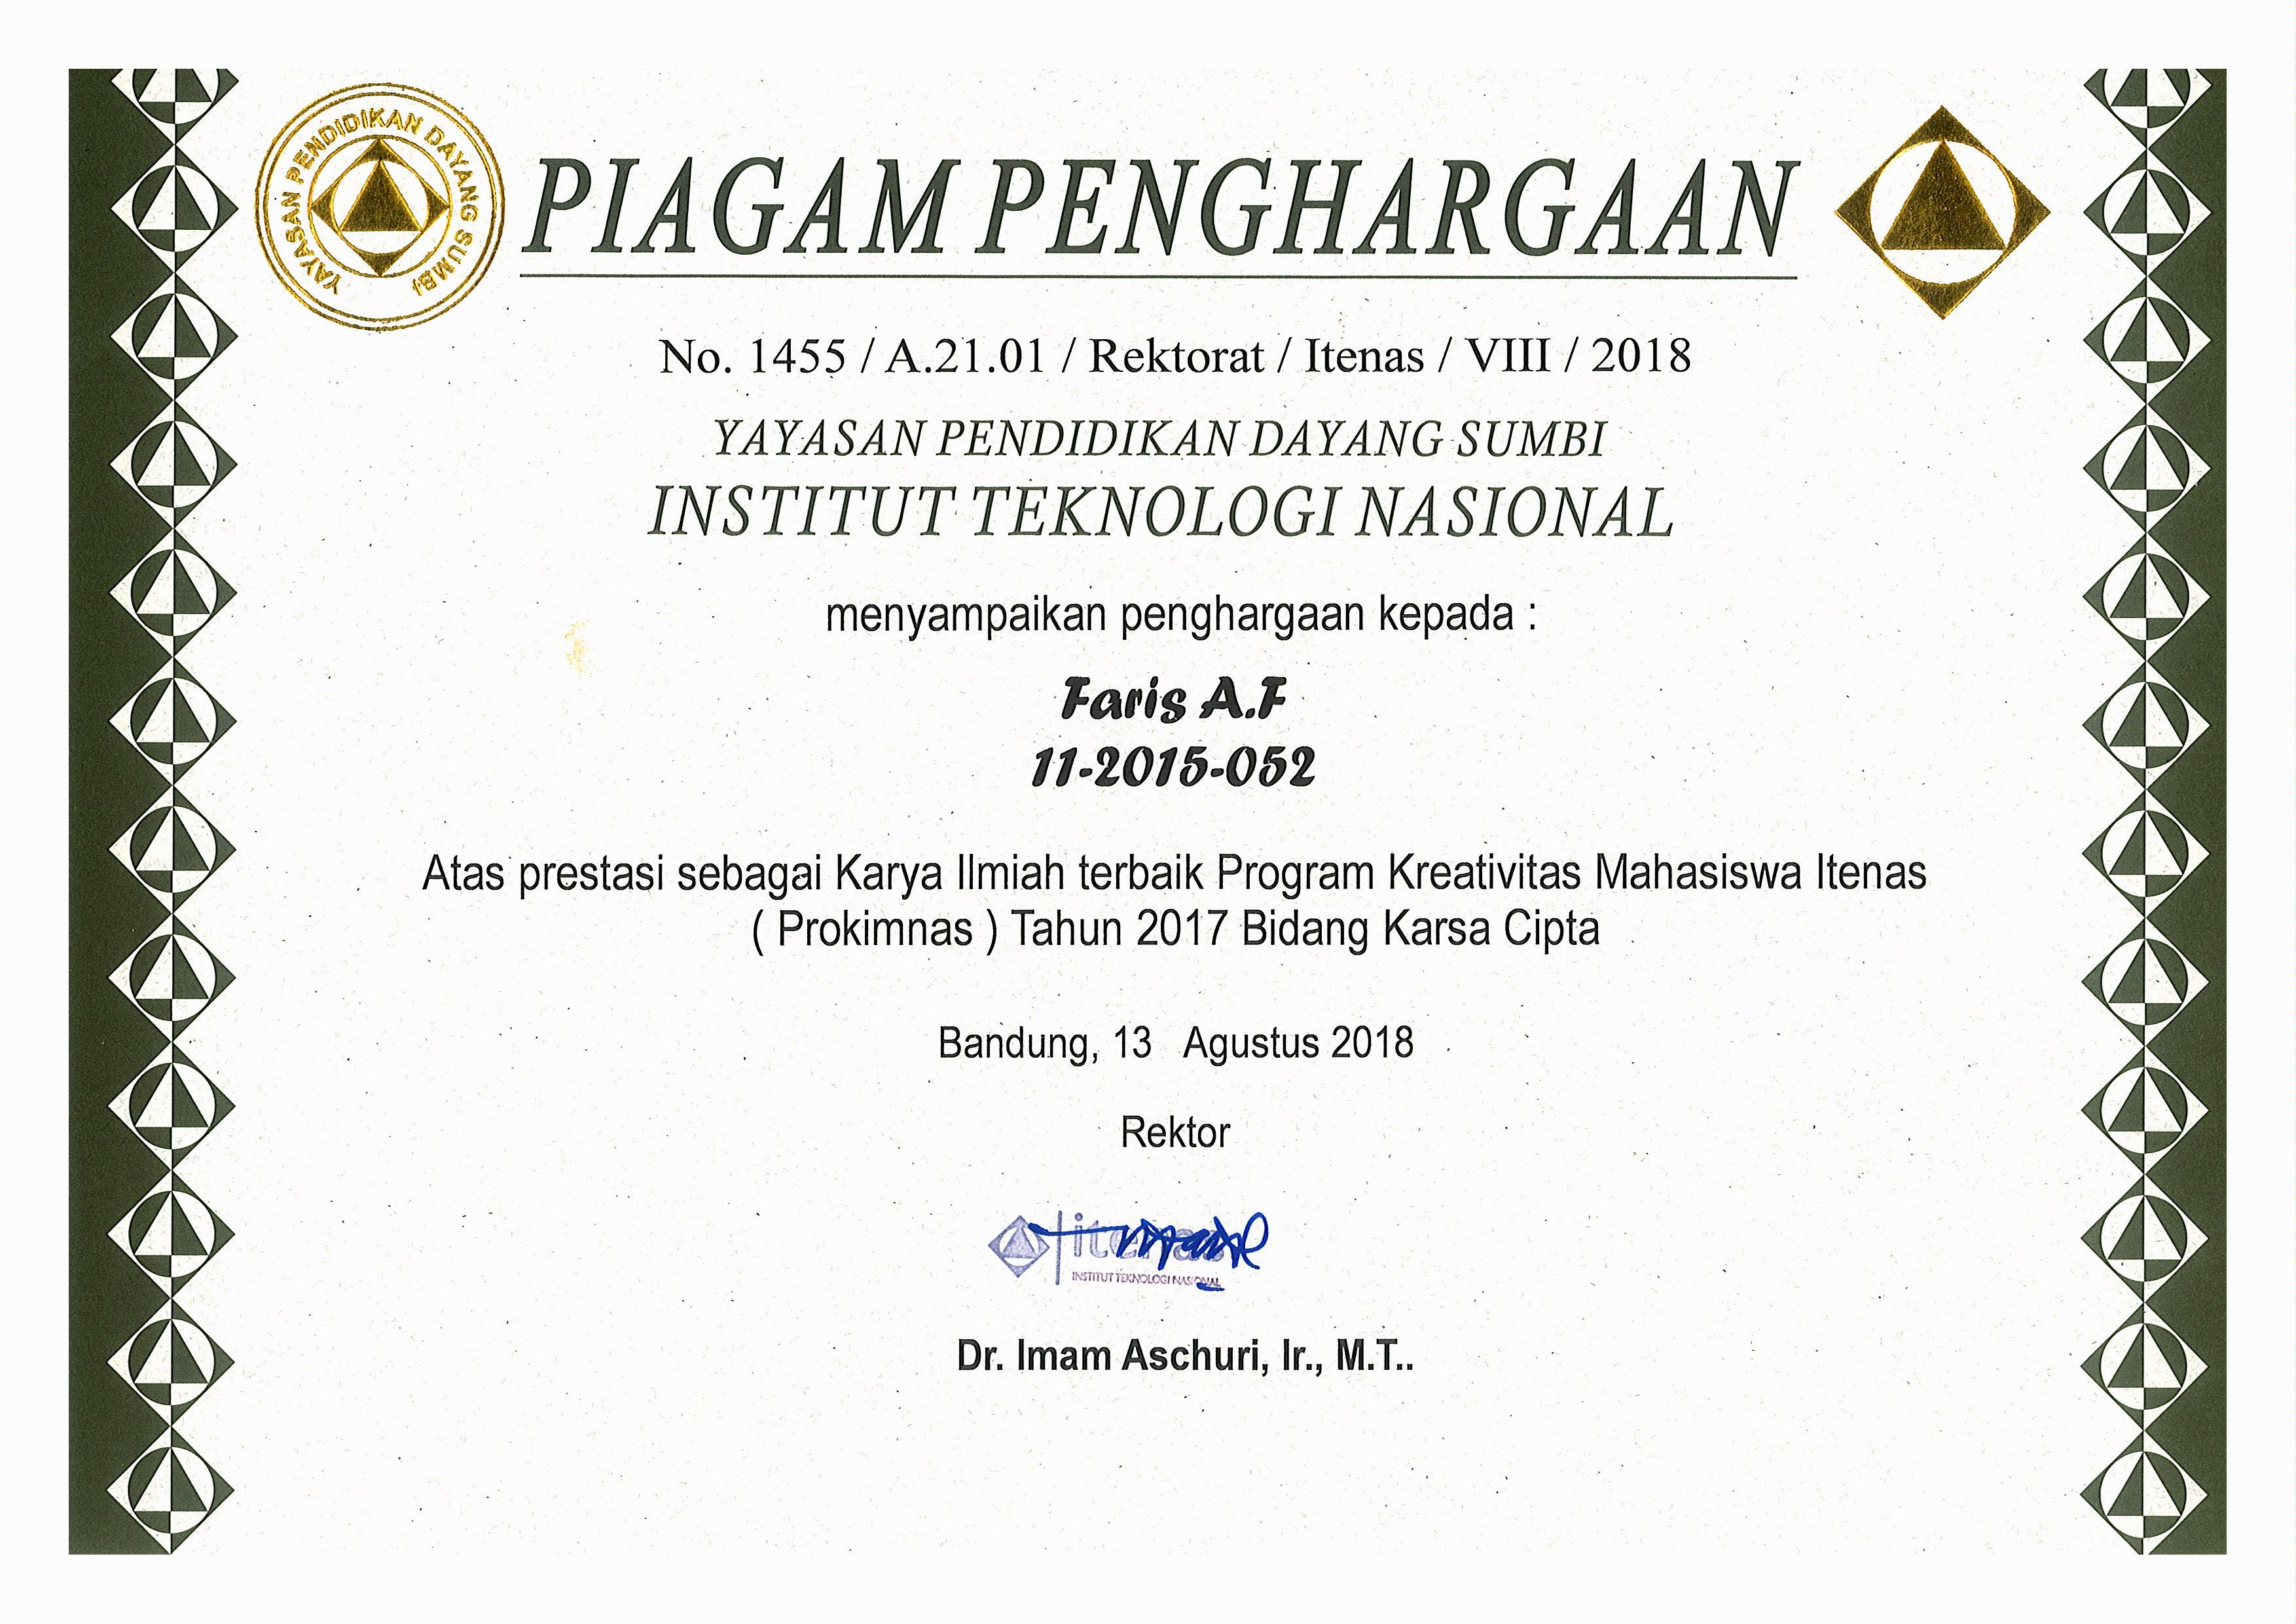 YAYASAN PENDIDIKAN DAYANG SUMBI
PIAGAM PENGHARGAAN
No. 1455 / A.21.01 / Rektorat / Itenas / VIII / 2018
YAYASAN PENDIDIKAN DAYANG SUMBI
INSTITUT TEKNOLOGI NASIONAL
menyampaikan penghargaan kepada :
Faris A.F
11-2015-052
Atas prestasi sebagai Karya Ilmiah terbaik Program Kreativitas Mahasiswa Itenas
( Prokimnas ) Tahun 2017 Bidang Karsa Cipta
Bandung, 13 Agustus 2018
Rektor
itenas
INSTITUT TEKNOLOGI NASIONAL
Dr. Imam Aschuri, Ir., M.T..